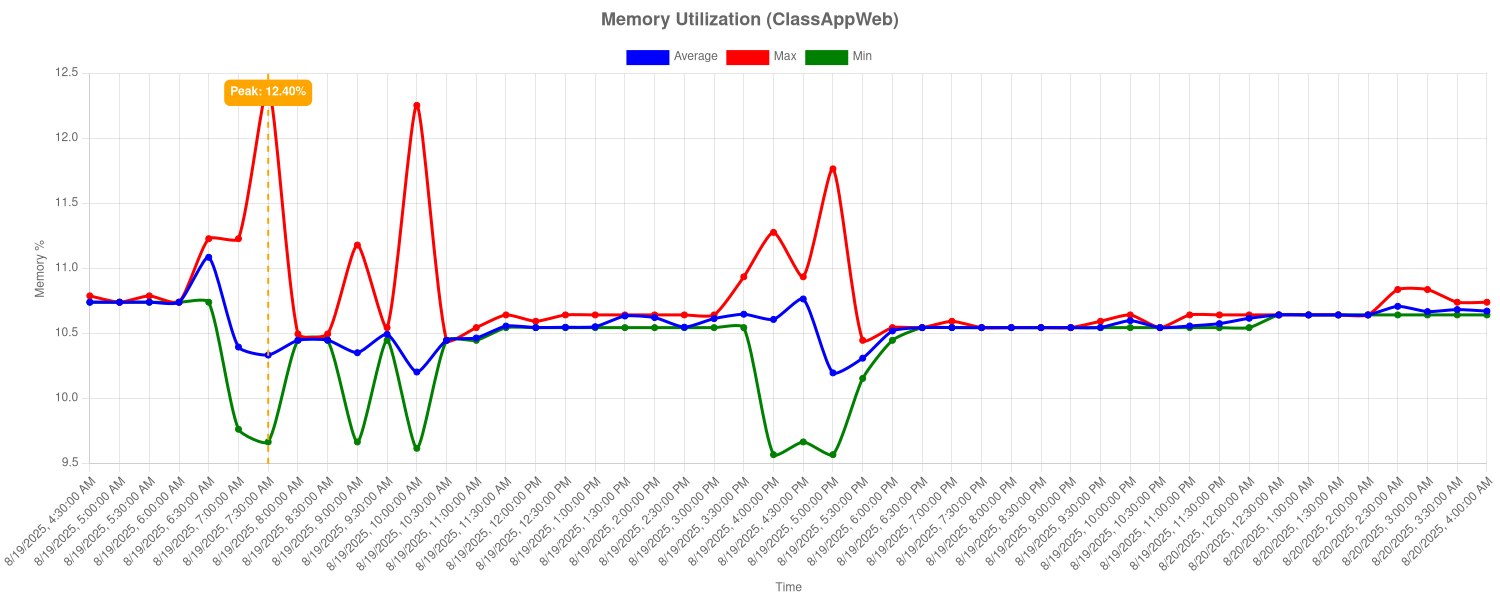 Memory Utilization (ClassAppWeb)
Average Max Min
Peak: 12.40%
12.5
12.0
11.5
11.0
10.5
10.0
9.5
Memory %
8/19/2025, 4:30:00 AM
8/19/2025, 5:00:00 AM
8/19/2025, 5:30:00 AM
8/19/2025, 6:00:00 AM
8/19/2025, 6:30:00 AM
8/19/2025, 7:00:00 AM
8/19/2025, 7:30:00 AM
8/19/2025, 8:00:00 AM
8/19/2025, 8:30:00 AM
8/19/2025, 9:00:00 AM
8/19/2025, 9:30:00 AM
8/19/2025, 10:00:00 AM
8/19/2025, 10:30:00 AM
8/19/2025, 11:00:00 AM
8/19/2025, 11:30:00 AM
8/19/2025, 12:00:00 PM
8/19/2025, 12:30:00 PM
8/19/2025, 1:00:00 PM
8/19/2025, 1:30:00 PM
8/19/2025, 2:00:00 PM
8/19/2025, 2:30:00 PM
8/19/2025, 3:00:00 PM
8/19/2025, 3:30:00 PM
8/19/2025, 4:00:00 PM
8/19/2025, 4:30:00 PM
8/19/2025, 5:00:00 PM
8/19/2025, 5:30:00 PM
8/19/2025, 6:00:00 PM
8/19/2025, 6:30:00 PM
8/19/2025, 7:00:00 PM
8/19/2025, 7:30:00 PM
8/19/2025, 8:00:00 PM
8/19/2025, 8:30:00 PM
8/19/2025, 9:00:00 PM
8/19/2025, 9:30:00 PM
8/19/2025, 10:00:00 PM
8/19/2025, 10:30:00 PM
8/19/2025, 11:00:00 PM
8/19/2025, 11:30:00 PM
8/20/2025, 12:00:00 AM
8/20/2025, 12:30:00 AM
8/20/2025, 1:00:00 AM
8/20/2025, 1:30:00 AM
8/20/2025, 2:00:00 AM
8/20/2025, 2:30:00 AM
8/20/2025, 3:00:00 AM
8/20/2025, 3:30:00 AM
8/20/2025, 4:00:00 AM
Time